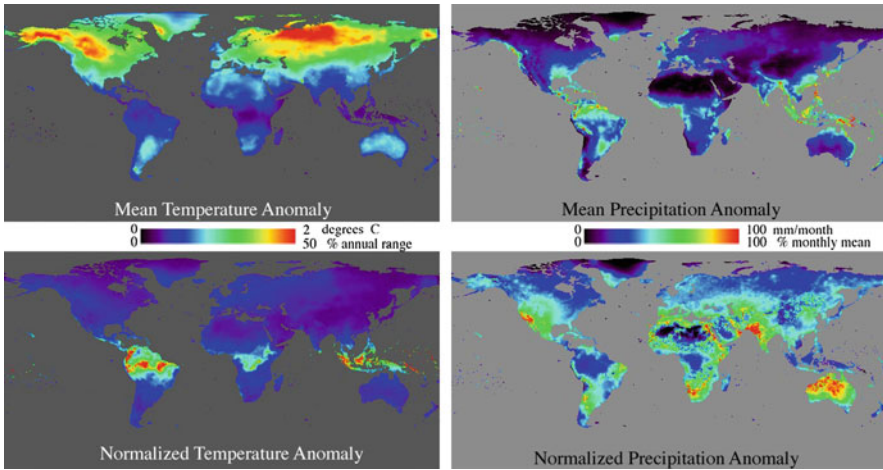 Mean Temperature Anomaly
Mean Precipitation Anomaly
0 2 degrees C
0 50 % annual range
0 100 mm/month
0 100 % monthly mean
Normalized Temperature Anomaly
Normalized Precipitation Anomaly